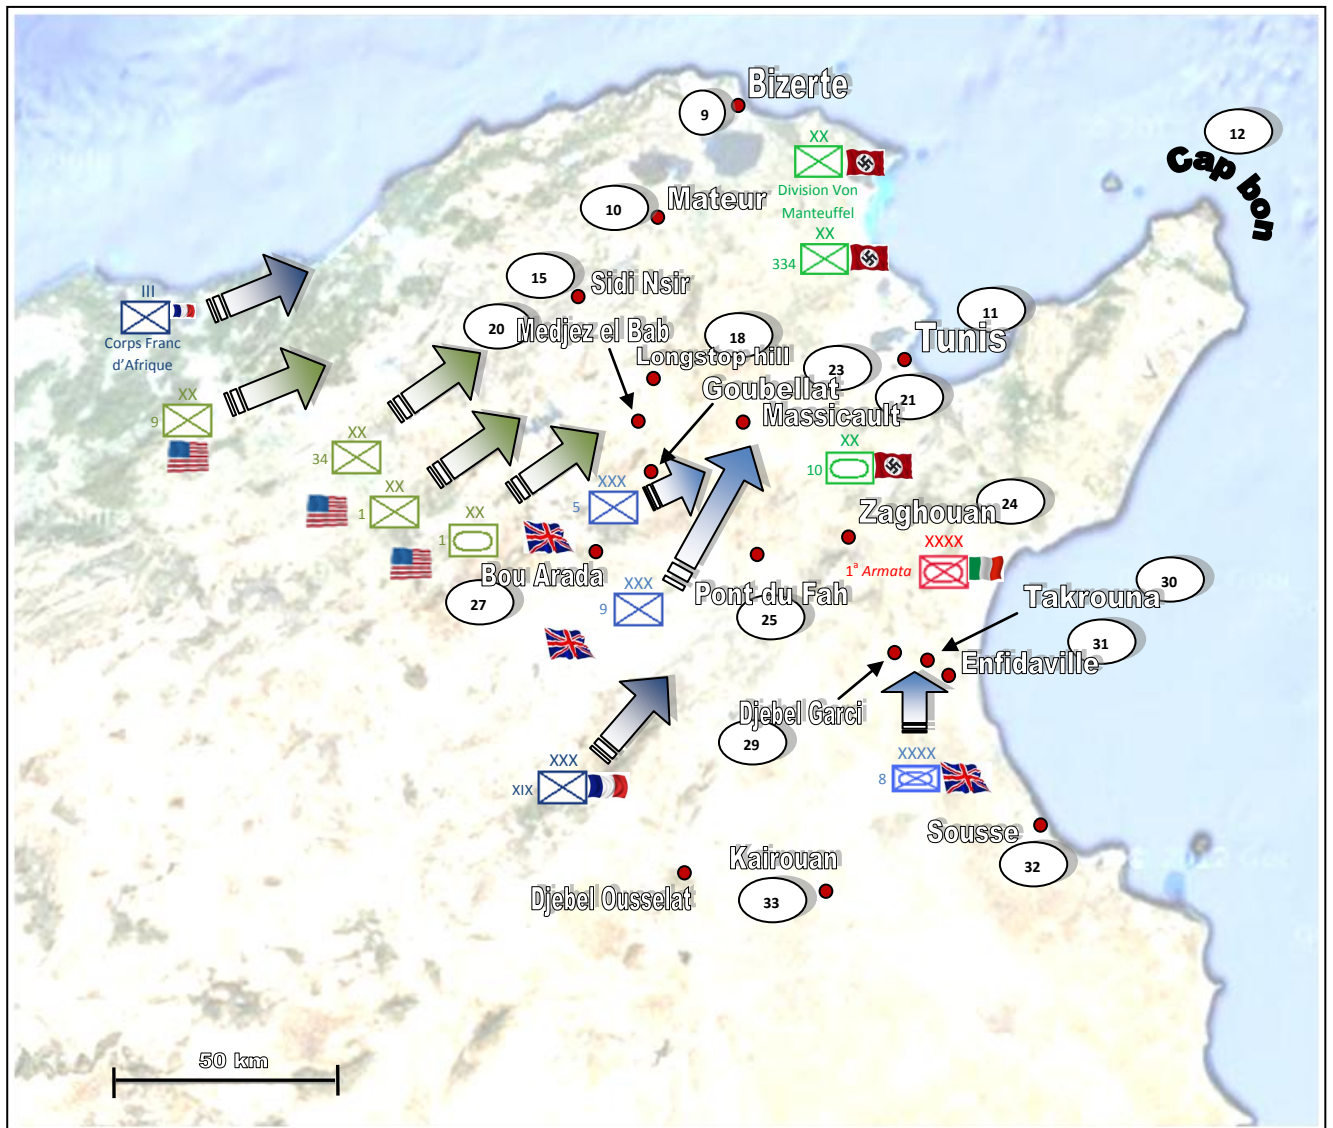 Bizerte
9
12
Cap bon
XX
Division Von
Manteuffel
10
Mateur
XX
334
15
Sidi Nsir
III
Corps Franc
d'Afrique
20
Medjez el Bab
18
Longstop hill
11
Tunis
23
21
Goubellat
Massicault
XX
9
XX
34
XX
1
XX
1
XXX
5
XX
10
Zaghouan
24
XXXX
1ª Armata
Bou Arada
27
XXX
9
Pont du Fah
25
Takrouna
30
31
Enfidaville
Djebel Garci
29
XXX
XIX
XXXX
8
Sousse
32
Kairouan
33
Djebel Ousselat
50 km